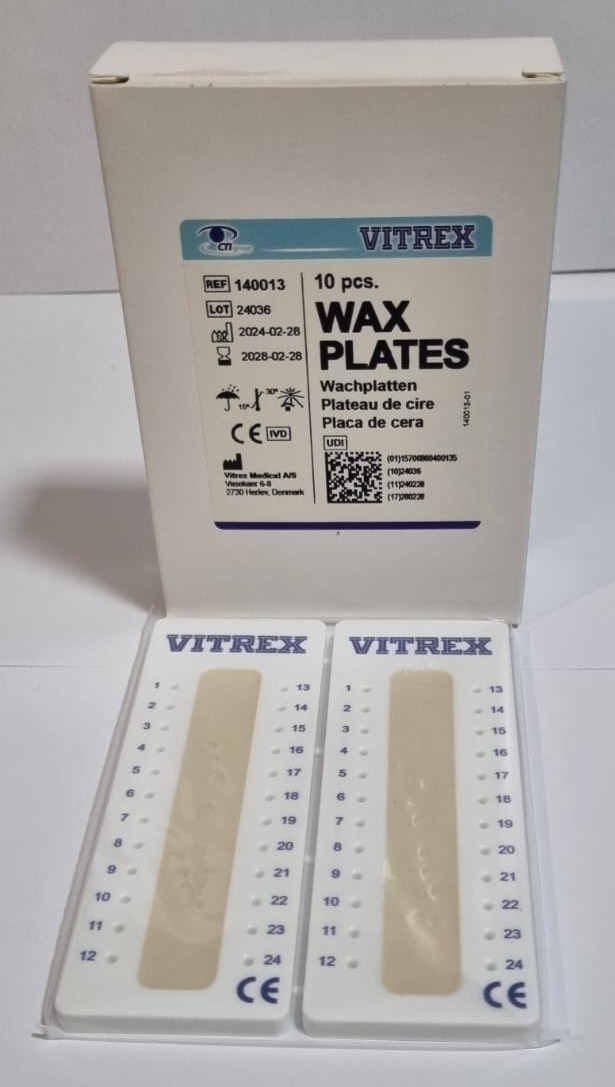 cti group
VITREX
REF 140013
LOT 24036
2024-02-28
2028-02-28
15° 30°
CE IVD
Vitrex Medical A/S
Vasekaer 6-8
2730 Herlev, Denmark
10 pcs.
WAX
PLATES
Wachplatten
Plateau de cire
Placa de cera
140013-01
UDI
(01)15706860400135
(10)24036
(11)240228
(17)280228
VITREX
1 13
2 14
3 15
4 16
5 17
6 18
7 19
8 20
9 21
10 22
11 23
12 24
CE
VITREX
1 13
2 14
3 15
4 16
5 17
6 18
7 19
8 20
9 21
10 22
11 23
12 24
CE